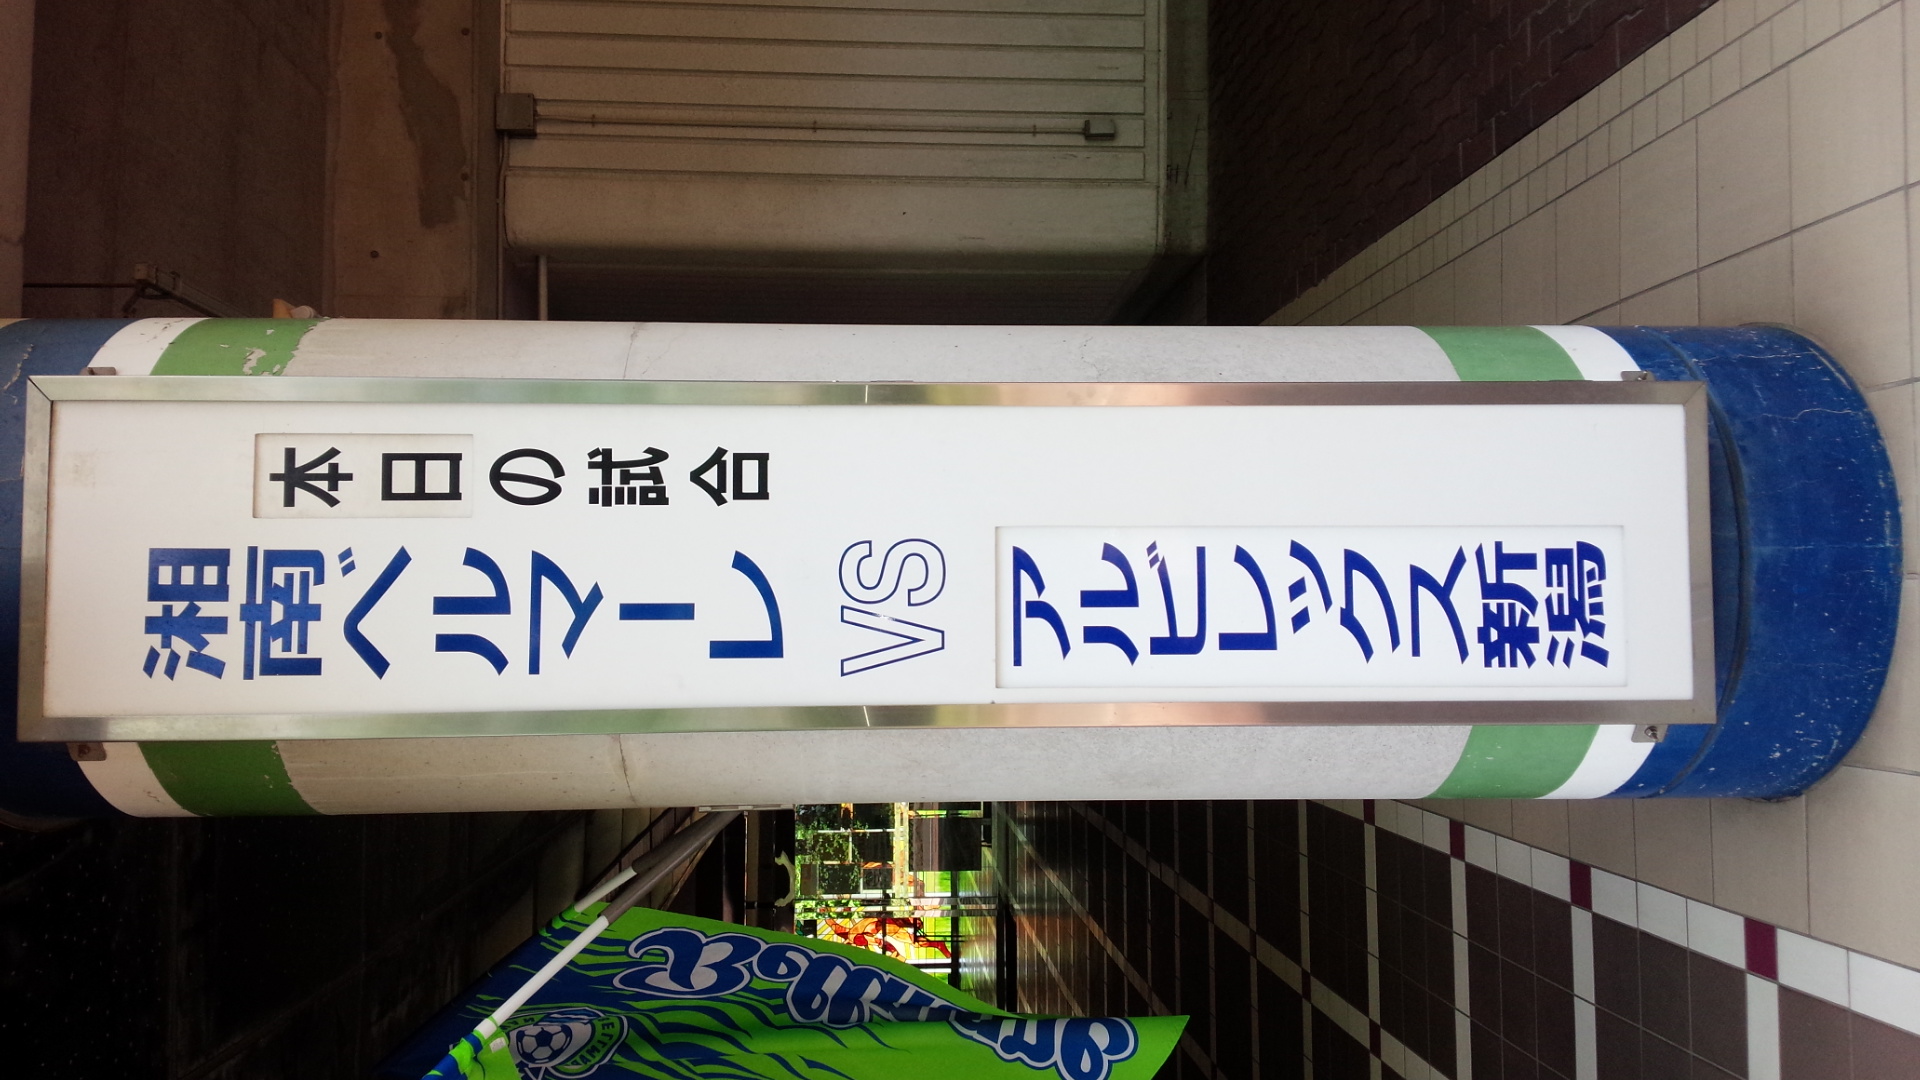 本日の試合
湘南ベルマーレ
VS
アルビレックス新潟
Bellmare